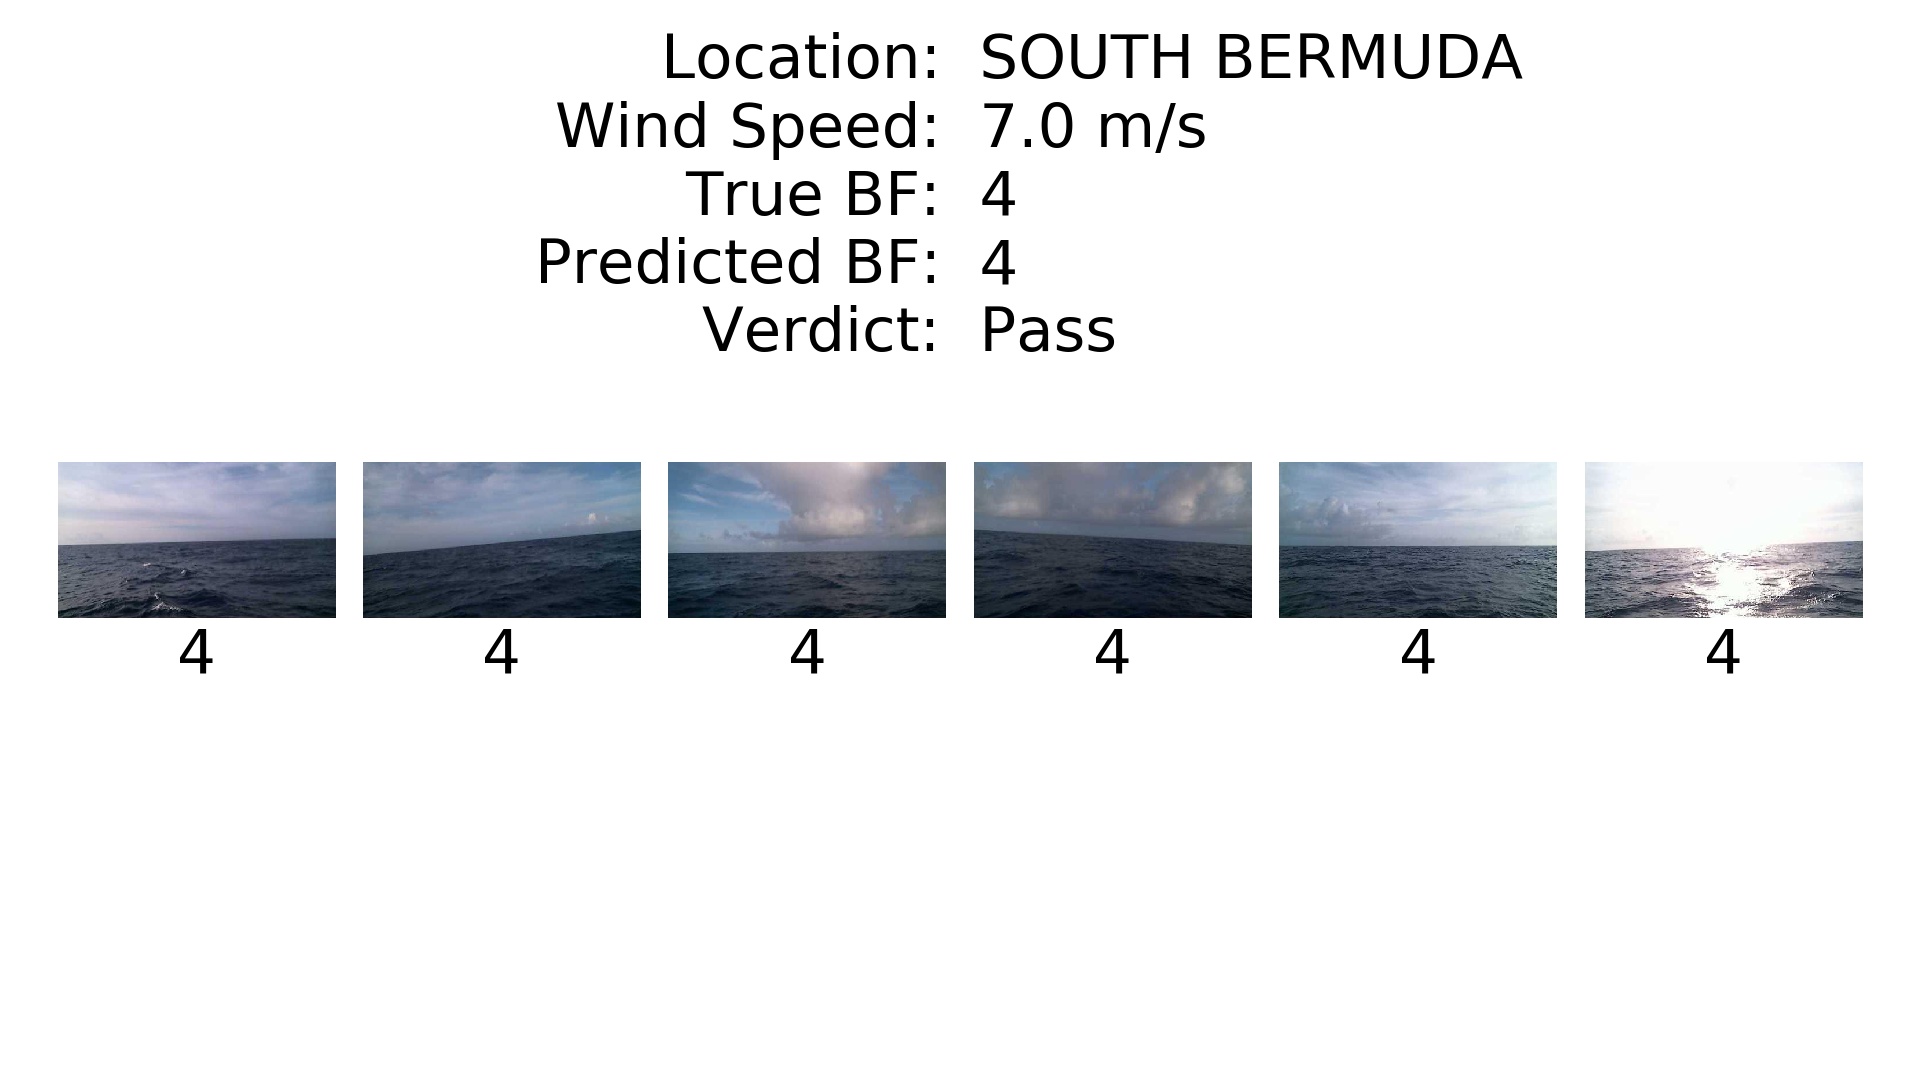 Location: SOUTH BERMUDA
Wind Speed: 7.0 m/s
True BF: 4
Predicted BF: 4
Verdict: Pass
4 4 4 4 4 4